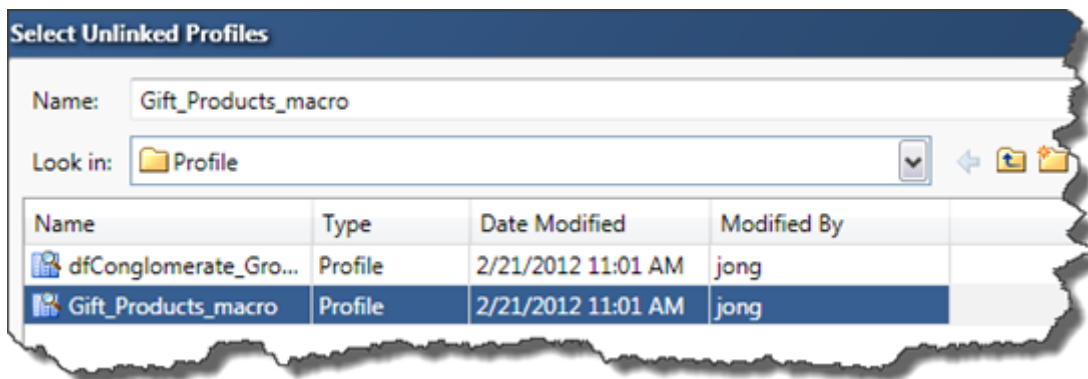 Select Unlinked Profiles
Name: Gift_Products_macro
Look in: Profile
Name Type Date Modified Modified By
dfConglomerate_Gro... Profile 2/21/2012 11:01 AM jong
Gift_Products_macro Profile 2/21/2012 11:01 AM jong